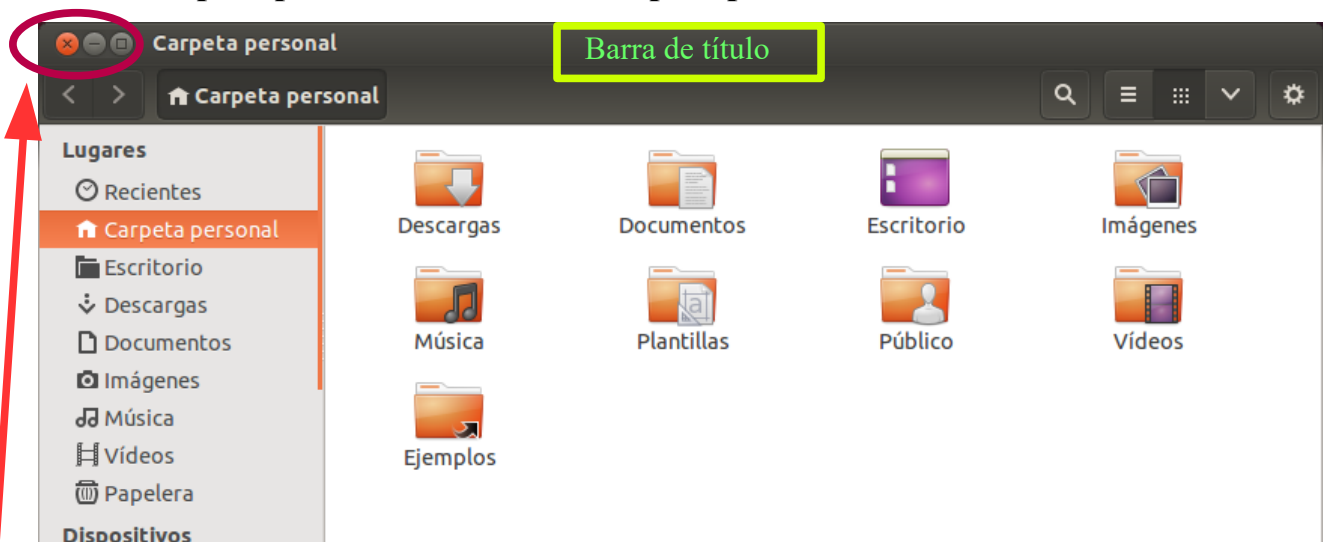 Carpeta personal
Barra de título
Carpeta personal
Lugares
Recientes
Carpeta personal
Escritorio
Descargas
Documentos
Imágenes
Música
Vídeos
Papelera
Dispositivos
Descargas Documentos Escritorio Imágenes
Música Plantillas Público Vídeos
Ejemplos